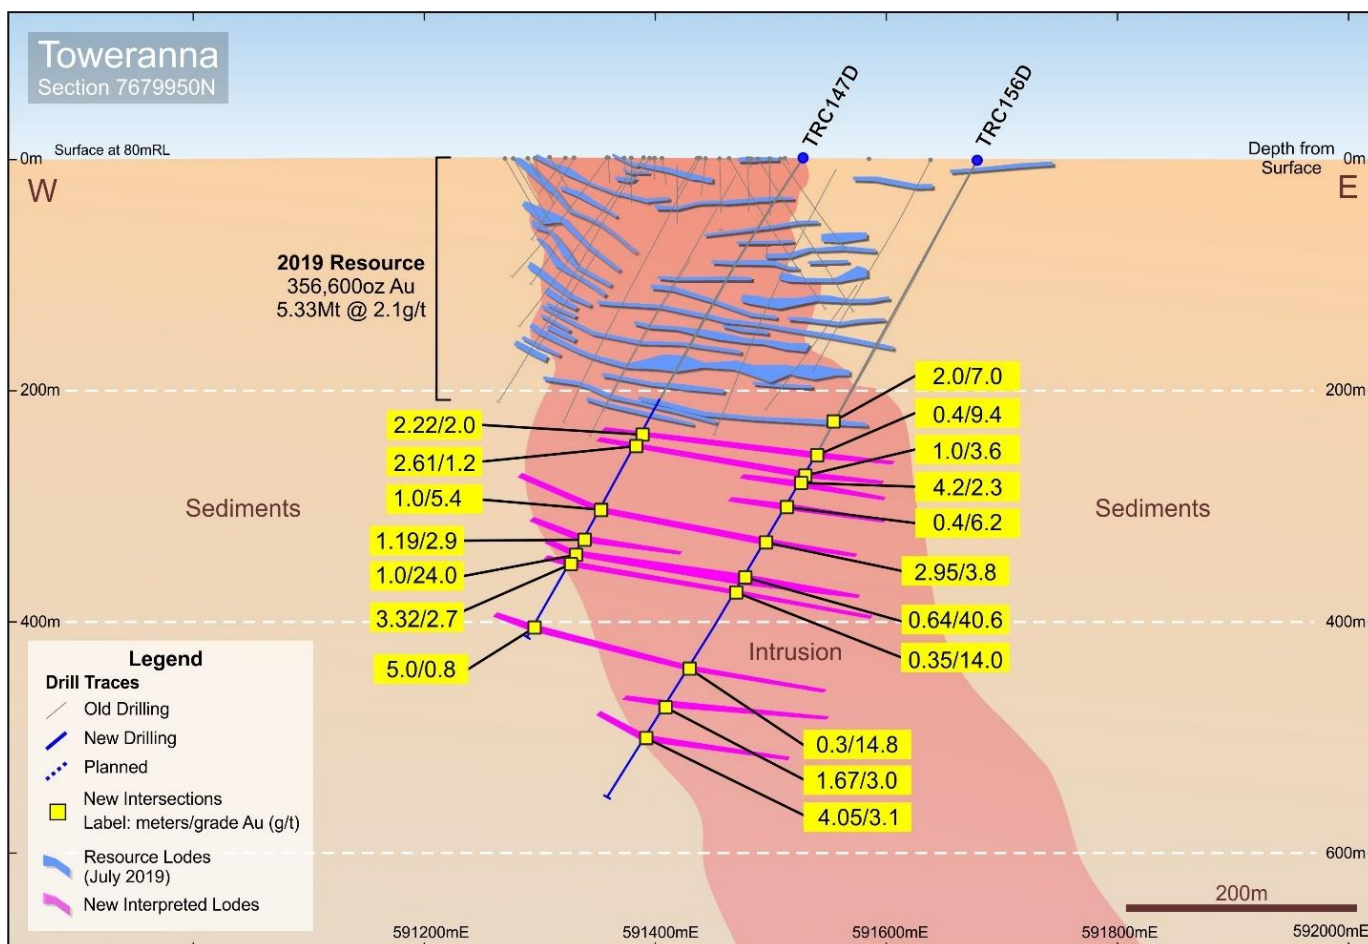 Toweranna
Section 7679950N
TRC147D
TRC156D
0m
Surface at 80mRL
Depth from
Surface
0m
W
E
2019 Resource
356,600oz Au
5.33Mt @ 2.1g/t
200m
200m
2.22/2.0
2.61/1.2
1.0/5.4
1.19/2.9
1.0/24.0
3.32/2.7
5.0/0.8
2.0/7.0
0.4/9.4
1.0/3.6
4.2/2.3
0.4/6.2
2.95/3.8
0.64/40.6
0.35/14.0
0.3/14.8
1.67/3.0
4.05/3.1
Sediments
Sediments
Intrusion
400m
400m
Legend
Drill Traces
Old Drilling
New Drilling
Planned
New Intersections
Label: meters/grade Au (g/t)
Resource Lodes
(July 2019)
New Interpreted Lodes
600m
200m
591200mE
591400mE
591600mE
591800mE
592000mE